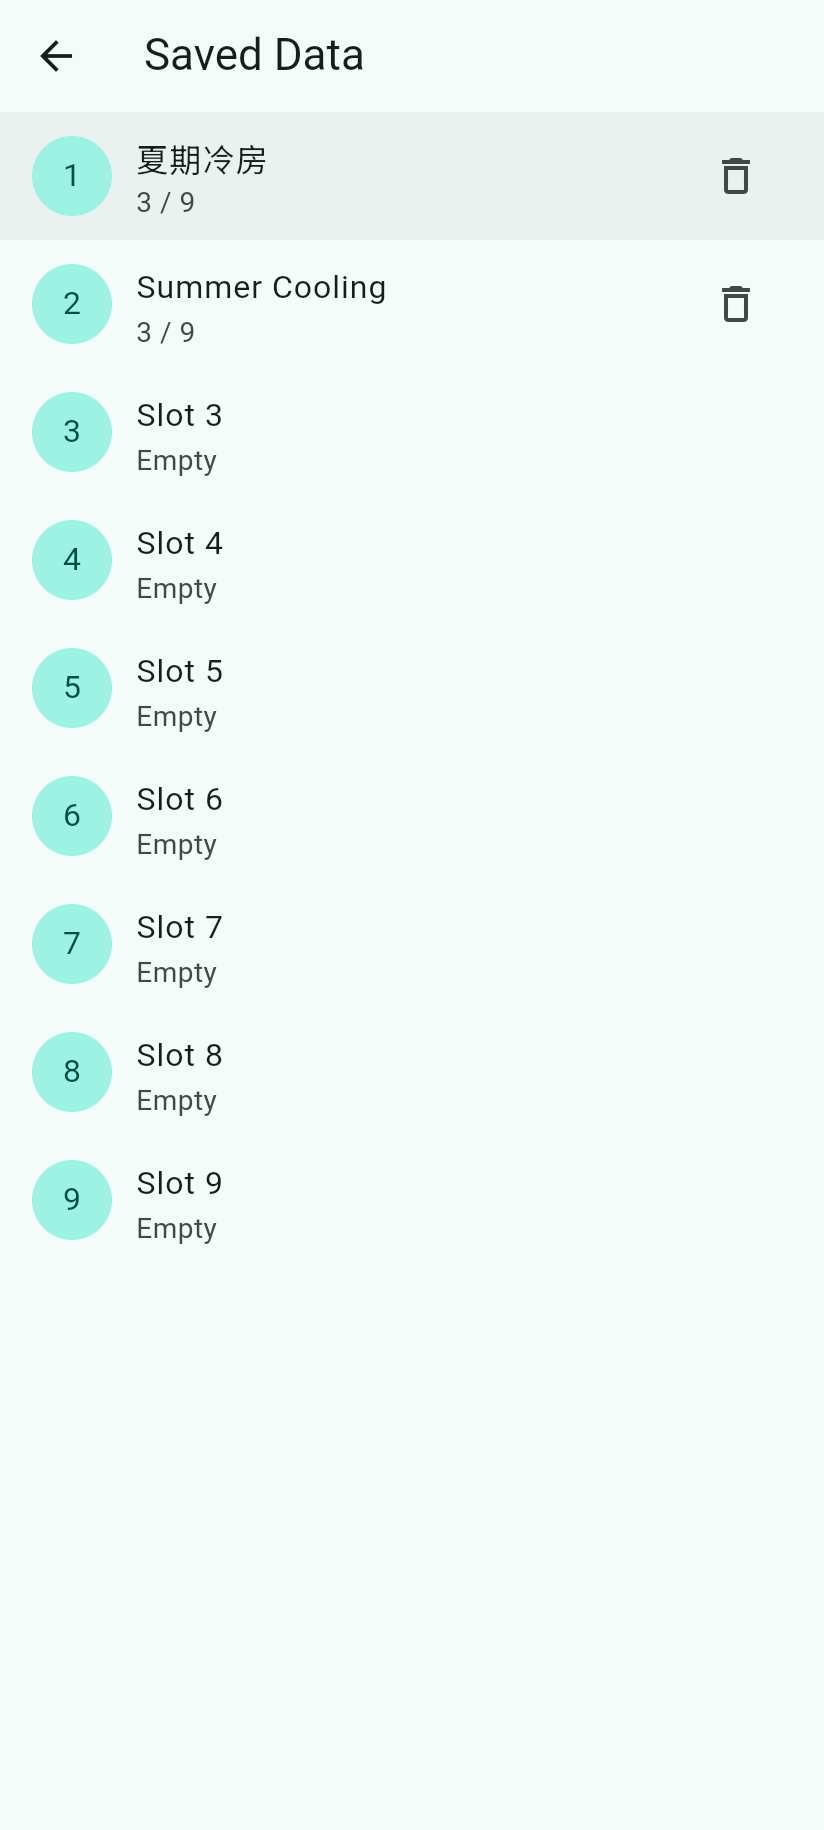 Saved Data
1
夏期冷房
3 / 9
2
Summer Cooling
3 / 9
3
Slot 3
Empty
4
Slot 4
Empty
5
Slot 5
Empty
6
Slot 6
Empty
7
Slot 7
Empty
8
Slot 8
Empty
9
Slot 9
Empty